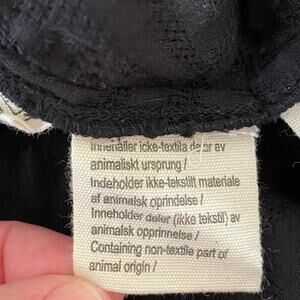 Innehåller icke-textila delar av
animaliskt ursprung /
Indeholder ikke-tekstilt materiale
af animalsk oprindelse /
Inneholder deler (ikke tekstil) av
animalsk opprinnelse /
Containing non-textile part of
animal origin /